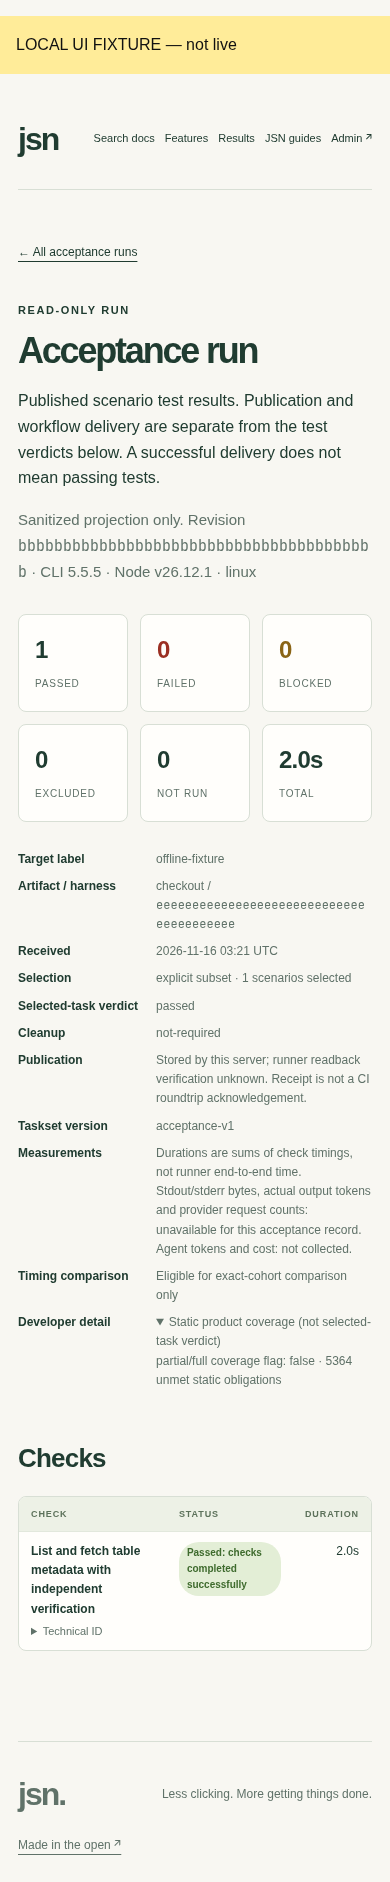 LOCAL UI FIXTURE — not live
jsn
Search docs Features Results JSN guides Admin ↗
← All acceptance runs
READ-ONLY RUN
Acceptance run
Published scenario test results. Publication and
workflow delivery are separate from the test
verdicts below. A successful delivery does not
mean passing tests.
Sanitized projection only. Revision
bbbbbbbbbbbbbbbbbbbbbbbbbbbbbbbbbbbbbbb
b · CLI 5.5.5 · Node v26.12.1 · linux
1
PASSED
0
FAILED
0
BLOCKED
0
EXCLUDED
0
NOT RUN
2.0s
TOTAL
Target label offline-fixture
Artifact / harness checkout /
eeeeeeeeeeeeeeeeeeeeeeeeeeeee
eeeeeeeeeee
Received 2026-11-16 03:21 UTC
Selection explicit subset · 1 scenarios selected
Selected-task verdict passed
Cleanup not-required
Publication Stored by this server; runner readback
verification unknown. Receipt is not a CI
roundtrip acknowledgement.
Taskset version acceptance-v1
Measurements Durations are sums of check timings,
not runner end-to-end time.
Stdout/stderr bytes, actual output tokens
and provider request counts:
unavailable for this acceptance record.
Agent tokens and cost: not collected.
Timing comparison Eligible for exact-cohort comparison
only
Developer detail ▼ Static product coverage (not selected-
task verdict)
partial/full coverage flag: false · 5364
unmet static obligations
Checks
CHECK STATUS DURATION
List and fetch table
metadata with
independent
verification
▶ Technical ID
Passed: checks
completed
successfully
2.0s
jsn.
Less clicking. More getting things done.
Made in the open ↗